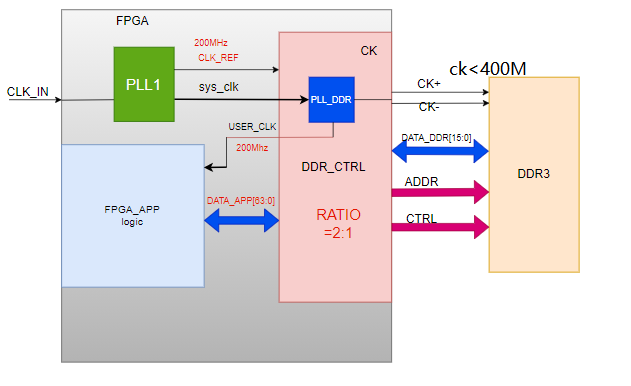 FPGA
200MHz
CLK_REF
CK
ck<400M
CLK_IN
PLL1
sys_clk
PLL_DDR
CK+
CK-
USER_CLK
200Mhz
DATA_DDR[15:0]
DDR_CTRL
DDR3
ADDR
FPGA_APP
logic
DATA_APP[63:0]
RATIO
=2:1
CTRL